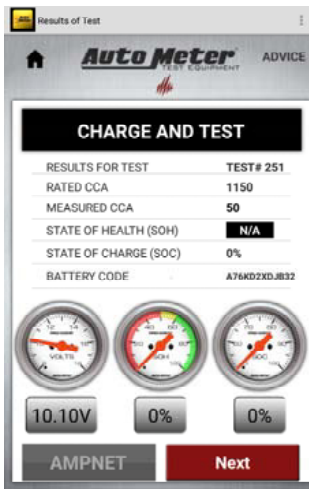 Results of Test
Auto Meter
TEST EQUIPMENT
ADVICE
CHARGE AND TEST
RESULTS FOR TEST TEST# 251
RATED CCA 1150
MEASURED CCA 50
STATE OF HEALTH (SOH) N/A
STATE OF CHARGE (SOC) 0%
BATTERY CODE A76KD2XDJB32
VOLTS
SOH
SOC
10.10V 0% 0%
AMPNET Next